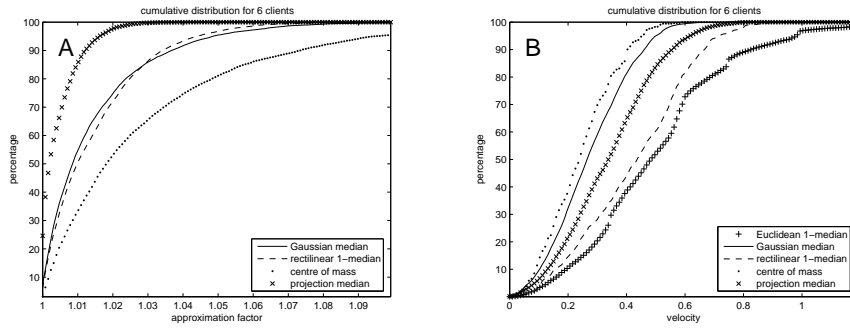 cumulative distribution for 6 clients
A
100
90
80
70
60
50
40
30
20
10
percentage
1 1.01 1.02 1.03 1.04 1.05 1.06 1.07 1.08 1.09
approximation factor
Gaussian median
rectilinear 1−median
centre of mass
projection median
cumulative distribution for 6 clients
B
100
90
80
70
60
50
40
30
20
10
0
percentage
0 0.2 0.4 0.6 0.8 1
velocity
Euclidean 1−median
Gaussian median
rectilinear 1−median
centre of mass
projection median